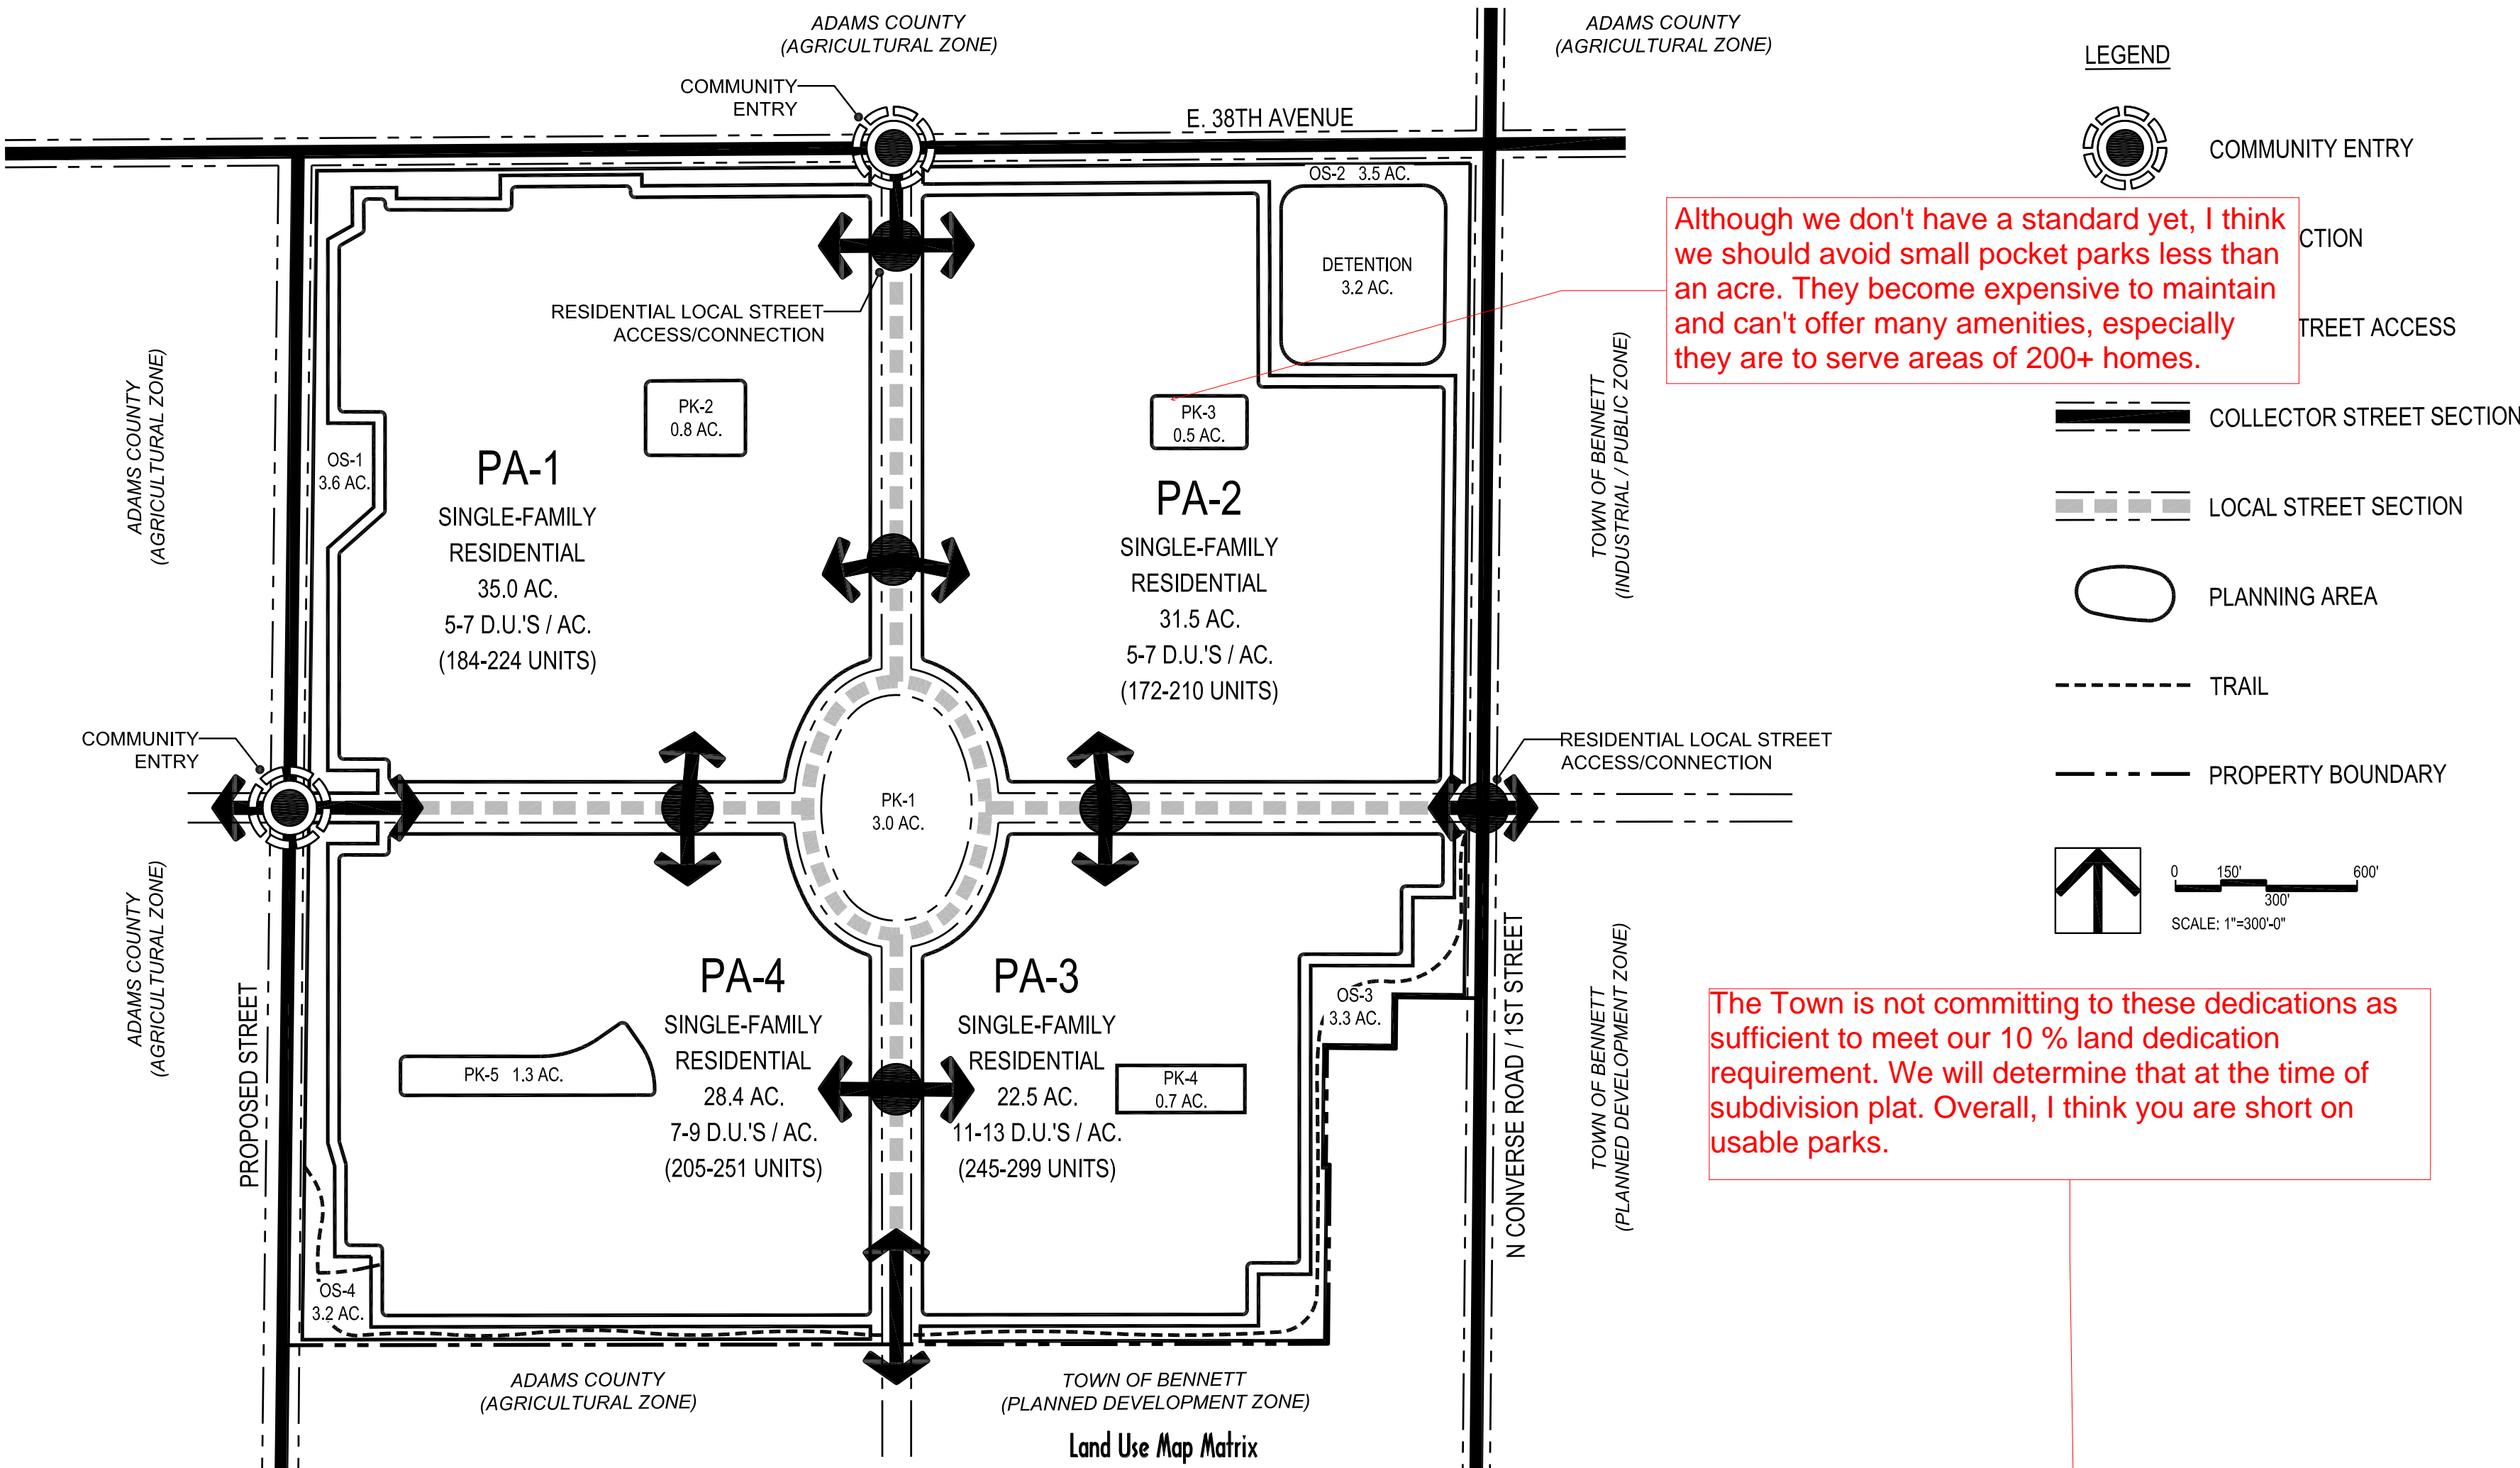 ADAMS COUNTY
(AGRICULTURAL ZONE)
ADAMS COUNTY
(AGRICULTURAL ZONE)
LEGEND
COMMUNITY
ENTRY
E. 38TH AVENUE
COMMUNITY ENTRY
OS-2 3.5 AC.
Although we don't have a standard yet, I think
we should avoid small pocket parks less than
an acre. They become expensive to maintain
and can't offer many amenities, especially
they are to serve areas of 200+ homes.
CTION
TREET ACCESS
DETENTION
3.2 AC.
RESIDENTIAL LOCAL STREET
ACCESS/CONNECTION
ADAMS COUNTY
(AGRICULTURAL ZONE)
TOWN OF BENNETT
(INDUSTRIAL / PUBLIC ZONE)
PK-2
0.8 AC.
PK-3
0.5 AC.
COLLECTOR STREET SECTION
OS-1
3.6 AC.
PA-1
SINGLE-FAMILY
RESIDENTIAL
35.0 AC.
5-7 D.U.'S / AC.
(184-224 UNITS)
PA-2
SINGLE-FAMILY
RESIDENTIAL
31.5 AC.
5-7 D.U.'S / AC.
(172-210 UNITS)
LOCAL STREET SECTION
PLANNING AREA
TRAIL
PROPERTY BOUNDARY
COMMUNITY
ENTRY
RESIDENTIAL LOCAL STREET
ACCESS/CONNECTION
PK-1
3.0 AC.
0 150' 600'
300'
SCALE: 1"=300'-0"
ADAMS COUNTY
(AGRICULTURAL ZONE)
PROPOSED STREET
PA-4
SINGLE-FAMILY
RESIDENTIAL
28.4 AC.
7-9 D.U.'S / AC.
(205-251 UNITS)
PA-3
SINGLE-FAMILY
RESIDENTIAL
22.5 AC.
11-13 D.U.'S / AC.
(245-299 UNITS)
PK-5 1.3 AC.
PK-4
0.7 AC.
OS-3
3.3 AC.
N CONVERSE ROAD / 1ST STREET
TOWN OF BENNETT
(PLANNED DEVELOPMENT ZONE)
The Town is not committing to these dedications as
sufficient to meet our 10 % land dedication
requirement. We will determine that at the time of
subdivision plat. Overall, I think you are short on
usable parks.
OS-4
3.2 AC.
ADAMS COUNTY
(AGRICULTURAL ZONE)
TOWN OF BENNETT
(PLANNED DEVELOPMENT ZONE)
Land Use Map Matrix